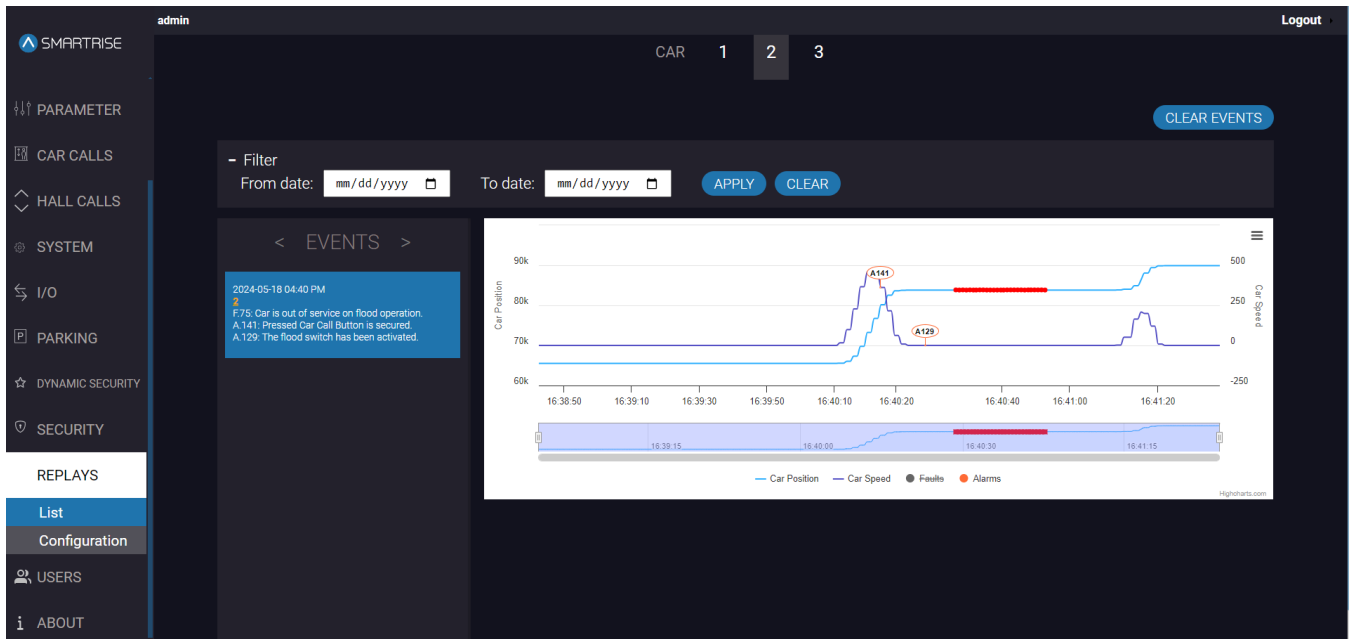 admin
Logout
SMARTRISE
CAR 1 2 3
PARAMETER
CAR CALLS
HALL CALLS
SYSTEM
I/O
PARKING
DYNAMIC SECURITY
SECURITY
REPLAYS
List
Configuration
USERS
ABOUT
CLEAR EVENTS
– Filter
From date: mm/dd/yyyy To date: mm/dd/yyyy APPLY CLEAR
< EVENTS >
2024-05-18 04:40 PM
2
F.75: Car is out of service on flood operation.
A.141: Pressed Car Call Button is secured.
A.129: The flood switch has been activated.
Car Position
90k
80k
70k
60k
A141
A129
500
250
0
-250
Car Speed
16:38:50 16:39:10 16:39:30 16:39:50 16:40:10 16:40:20 16:40:40 16:41:00 16:41:20
16:39:15 16:40:00 16:40:30 16:41:15
Car Position Car Speed Faults Alarms
Highcharts.com